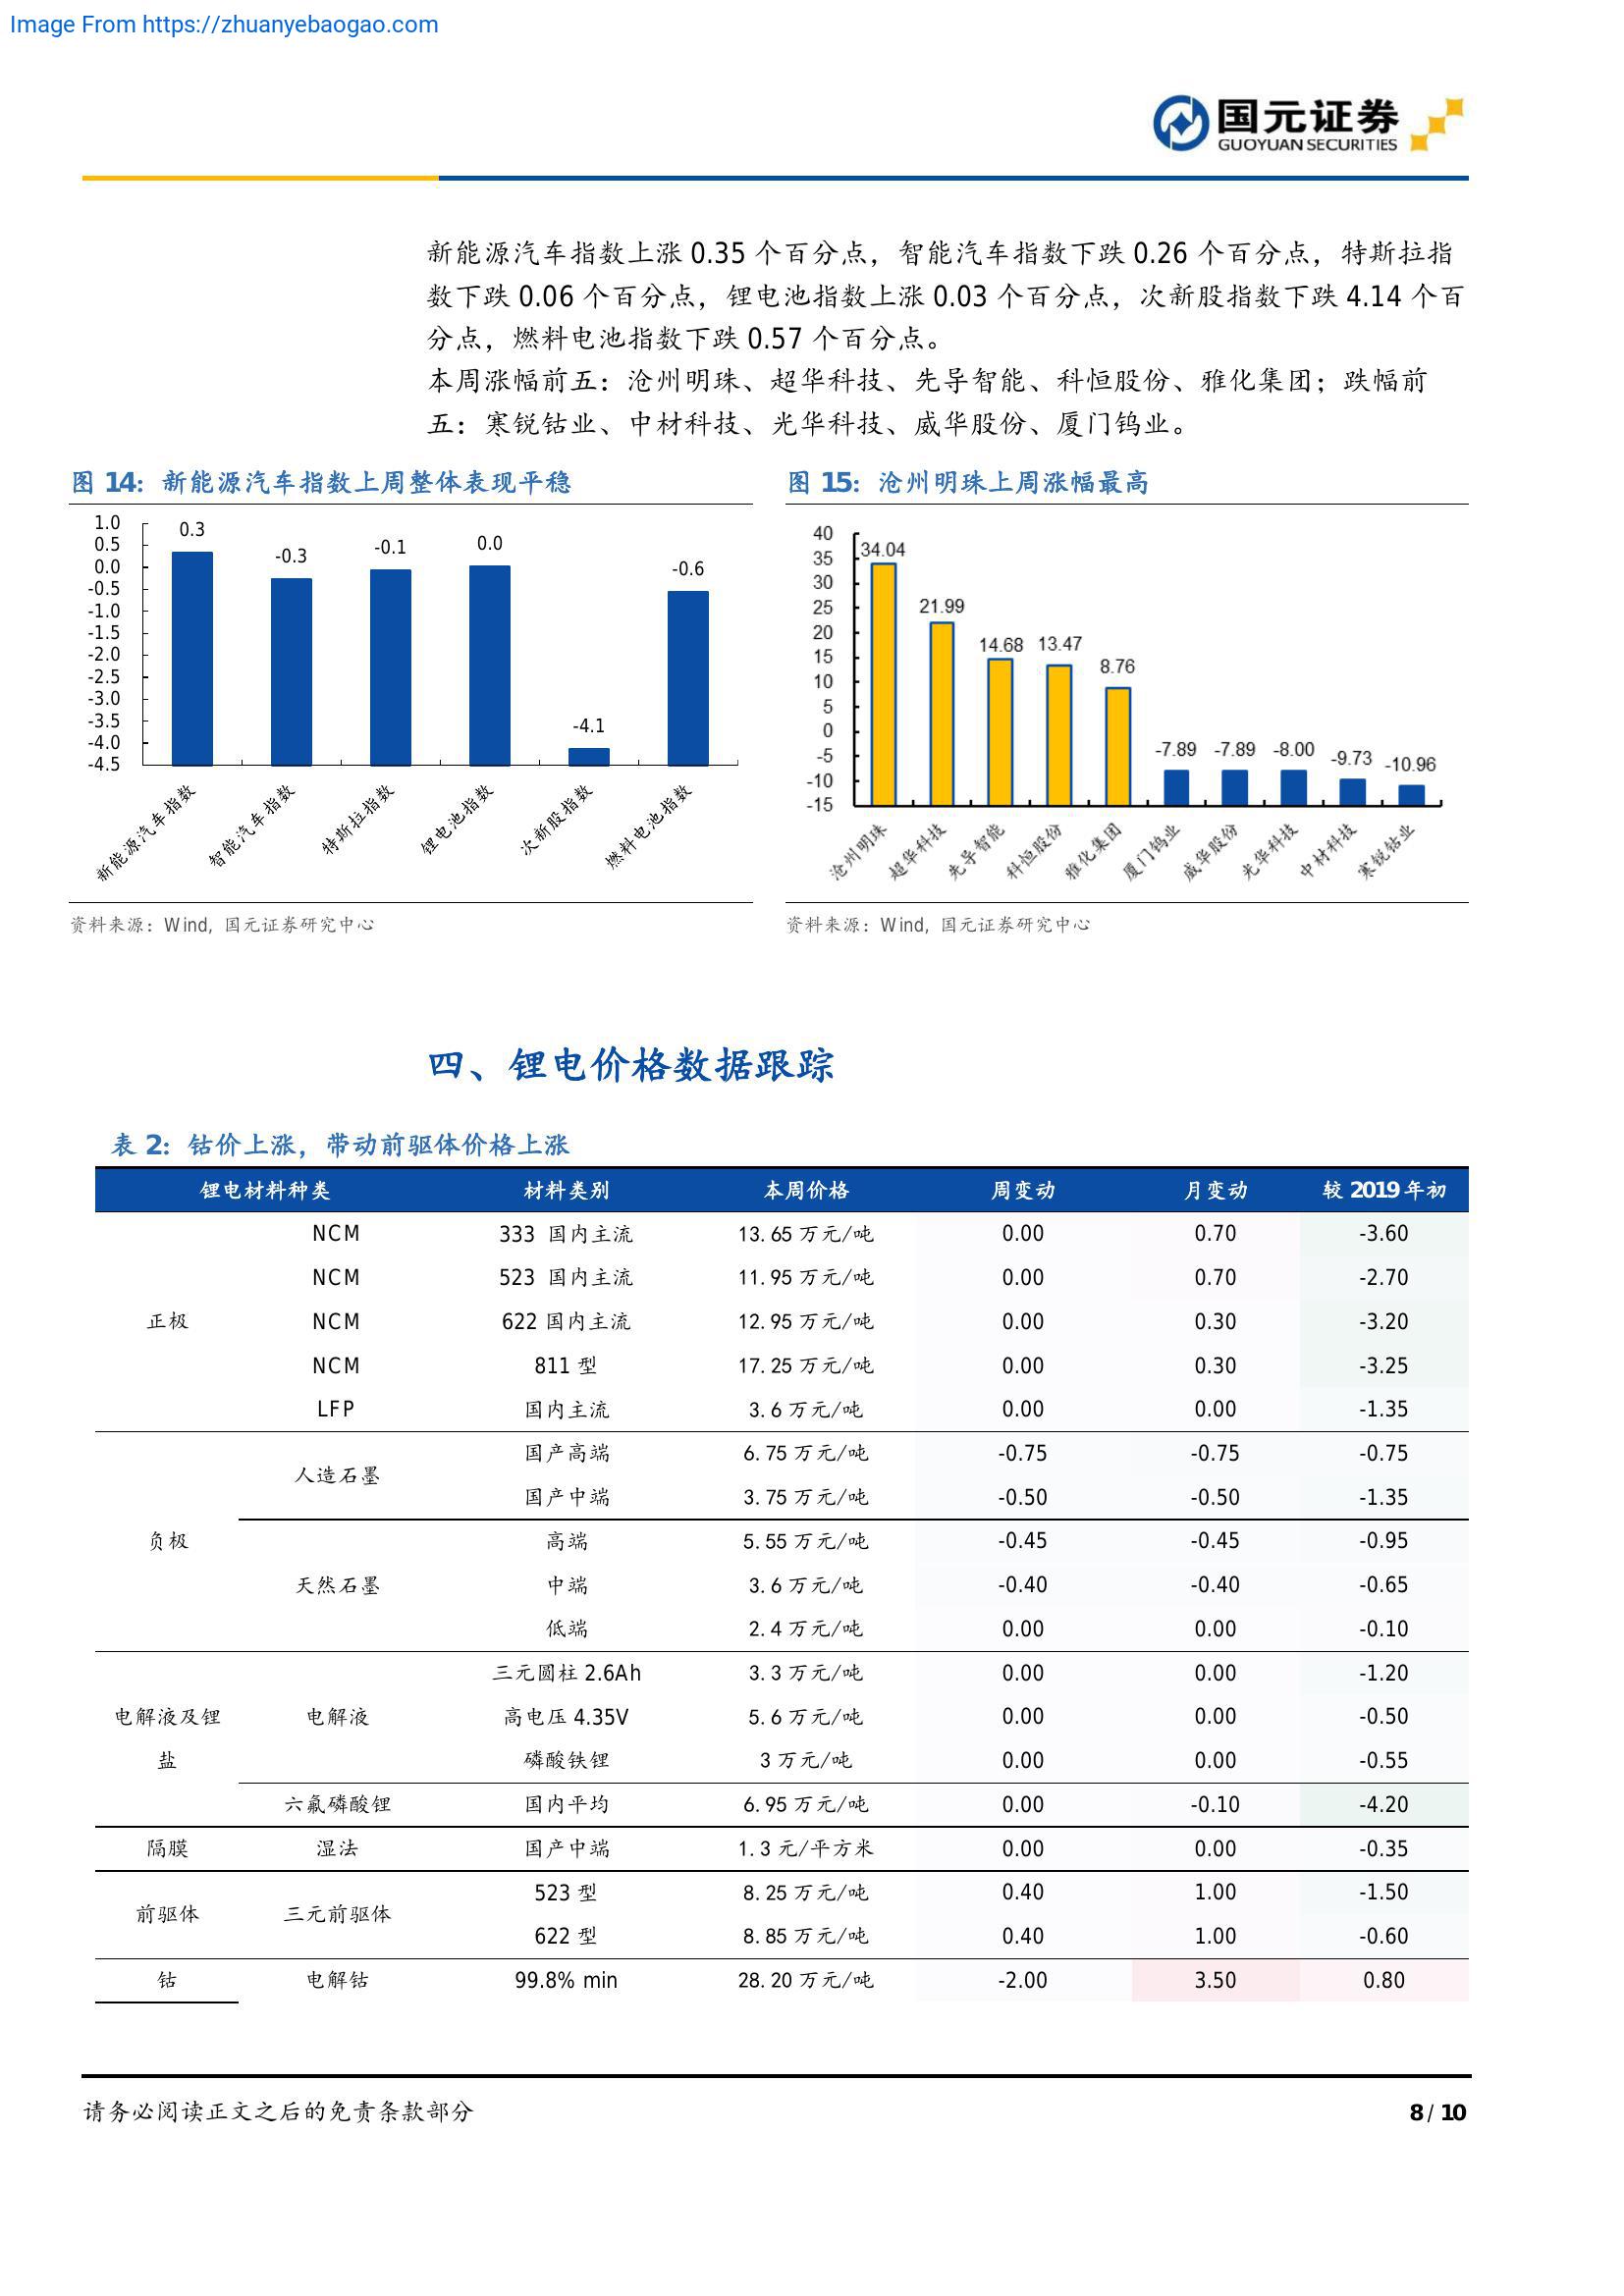 Image From https://zhuanyebaogao.com
国元证券
GUOYUAN SECURITIES
新能源汽车指数上涨 0.35 个百分点，智能汽车指数下跌 0.26 个百分点，特斯拉指
数下跌 0.06 个百分点，锂电池指数上涨 0.03 个百分点，次新股指数下跌 4.14 个百
分点，燃料电池指数下跌 0.57 个百分点。
本周涨幅前五：沧州明珠、超华科技、先导智能、科恒股份、雅化集团；跌幅前
五：寒锐钴业、中材科技、光华科技、威华股份、厦门钨业。
图 14：新能源汽车指数上周整体表现平稳
1.0
0.5
0.0
-0.5
-1.0
-1.5
-2.0
-2.5
-3.0
-3.5
-4.0
-4.5
0.3
-0.3
-0.1
0.0
-4.1
-0.6
新能源汽车指数
智能汽车指数
特斯拉指数
锂电池指数
次新股指数
燃料电池指数
资料来源：Wind, 国元证券研究中心
图 15：沧州明珠上周涨幅最高
40
35
30
25
20
15
10
5
0
-5
-10
-15
34.04
21.99
14.68
13.47
8.76
-7.89
-7.89
-8.00
-9.73
-10.96
沧州明珠
超华科技
先导智能
科恒股份
雅化集团
厦门钨业
威华股份
光华科技
中材科技
寒锐钴业
资料来源：Wind, 国元证券研究中心
四、锂电价格数据跟踪
表 2：钴价上涨，带动前驱体价格上涨
锂电材料种类 材料类别 本周价格 周变动 月变动 较 2019 年初
正极
NCM 333 国内主流 13.65 万元/吨 0.00 0.70 -3.60
NCM 523 国内主流 11.95 万元/吨 0.00 0.70 -2.70
NCM 622 国内主流 12.95 万元/吨 0.00 0.30 -3.20
NCM 811 型 17.25 万元/吨 0.00 0.30 -3.25
LFP 国内主流 3.6 万元/吨 0.00 0.00 -1.35
负极
人造石墨
国产高端 6.75 万元/吨 -0.75 -0.75 -0.75
国产中端 3.75 万元/吨 -0.50 -0.50 -1.35
天然石墨
高端 5.55 万元/吨 -0.45 -0.45 -0.95
中端 3.6 万元/吨 -0.40 -0.40 -0.65
低端 2.4 万元/吨 0.00 0.00 -0.10
电解液及锂
盐
电解液
三元圆柱 2.6Ah 3.3 万元/吨 0.00 0.00 -1.20
高电压 4.35V 5.6 万元/吨 0.00 0.00 -0.50
磷酸铁锂 3 万元/吨 0.00 0.00 -0.55
六氟磷酸锂 国内平均 6.95 万元/吨 0.00 -0.10 -4.20
隔膜 湿法 国产中端 1.3 元/平方米 0.00 0.00 -0.35
前驱体
三元前驱体
523 型 8.25 万元/吨 0.40 1.00 -1.50
622 型 8.85 万元/吨 0.40 1.00 -0.60
钴 电解钴 99.8% min 28.20 万元/吨 -2.00 3.50 0.80
请务必阅读正文之后的免责条款部分
8 / 10